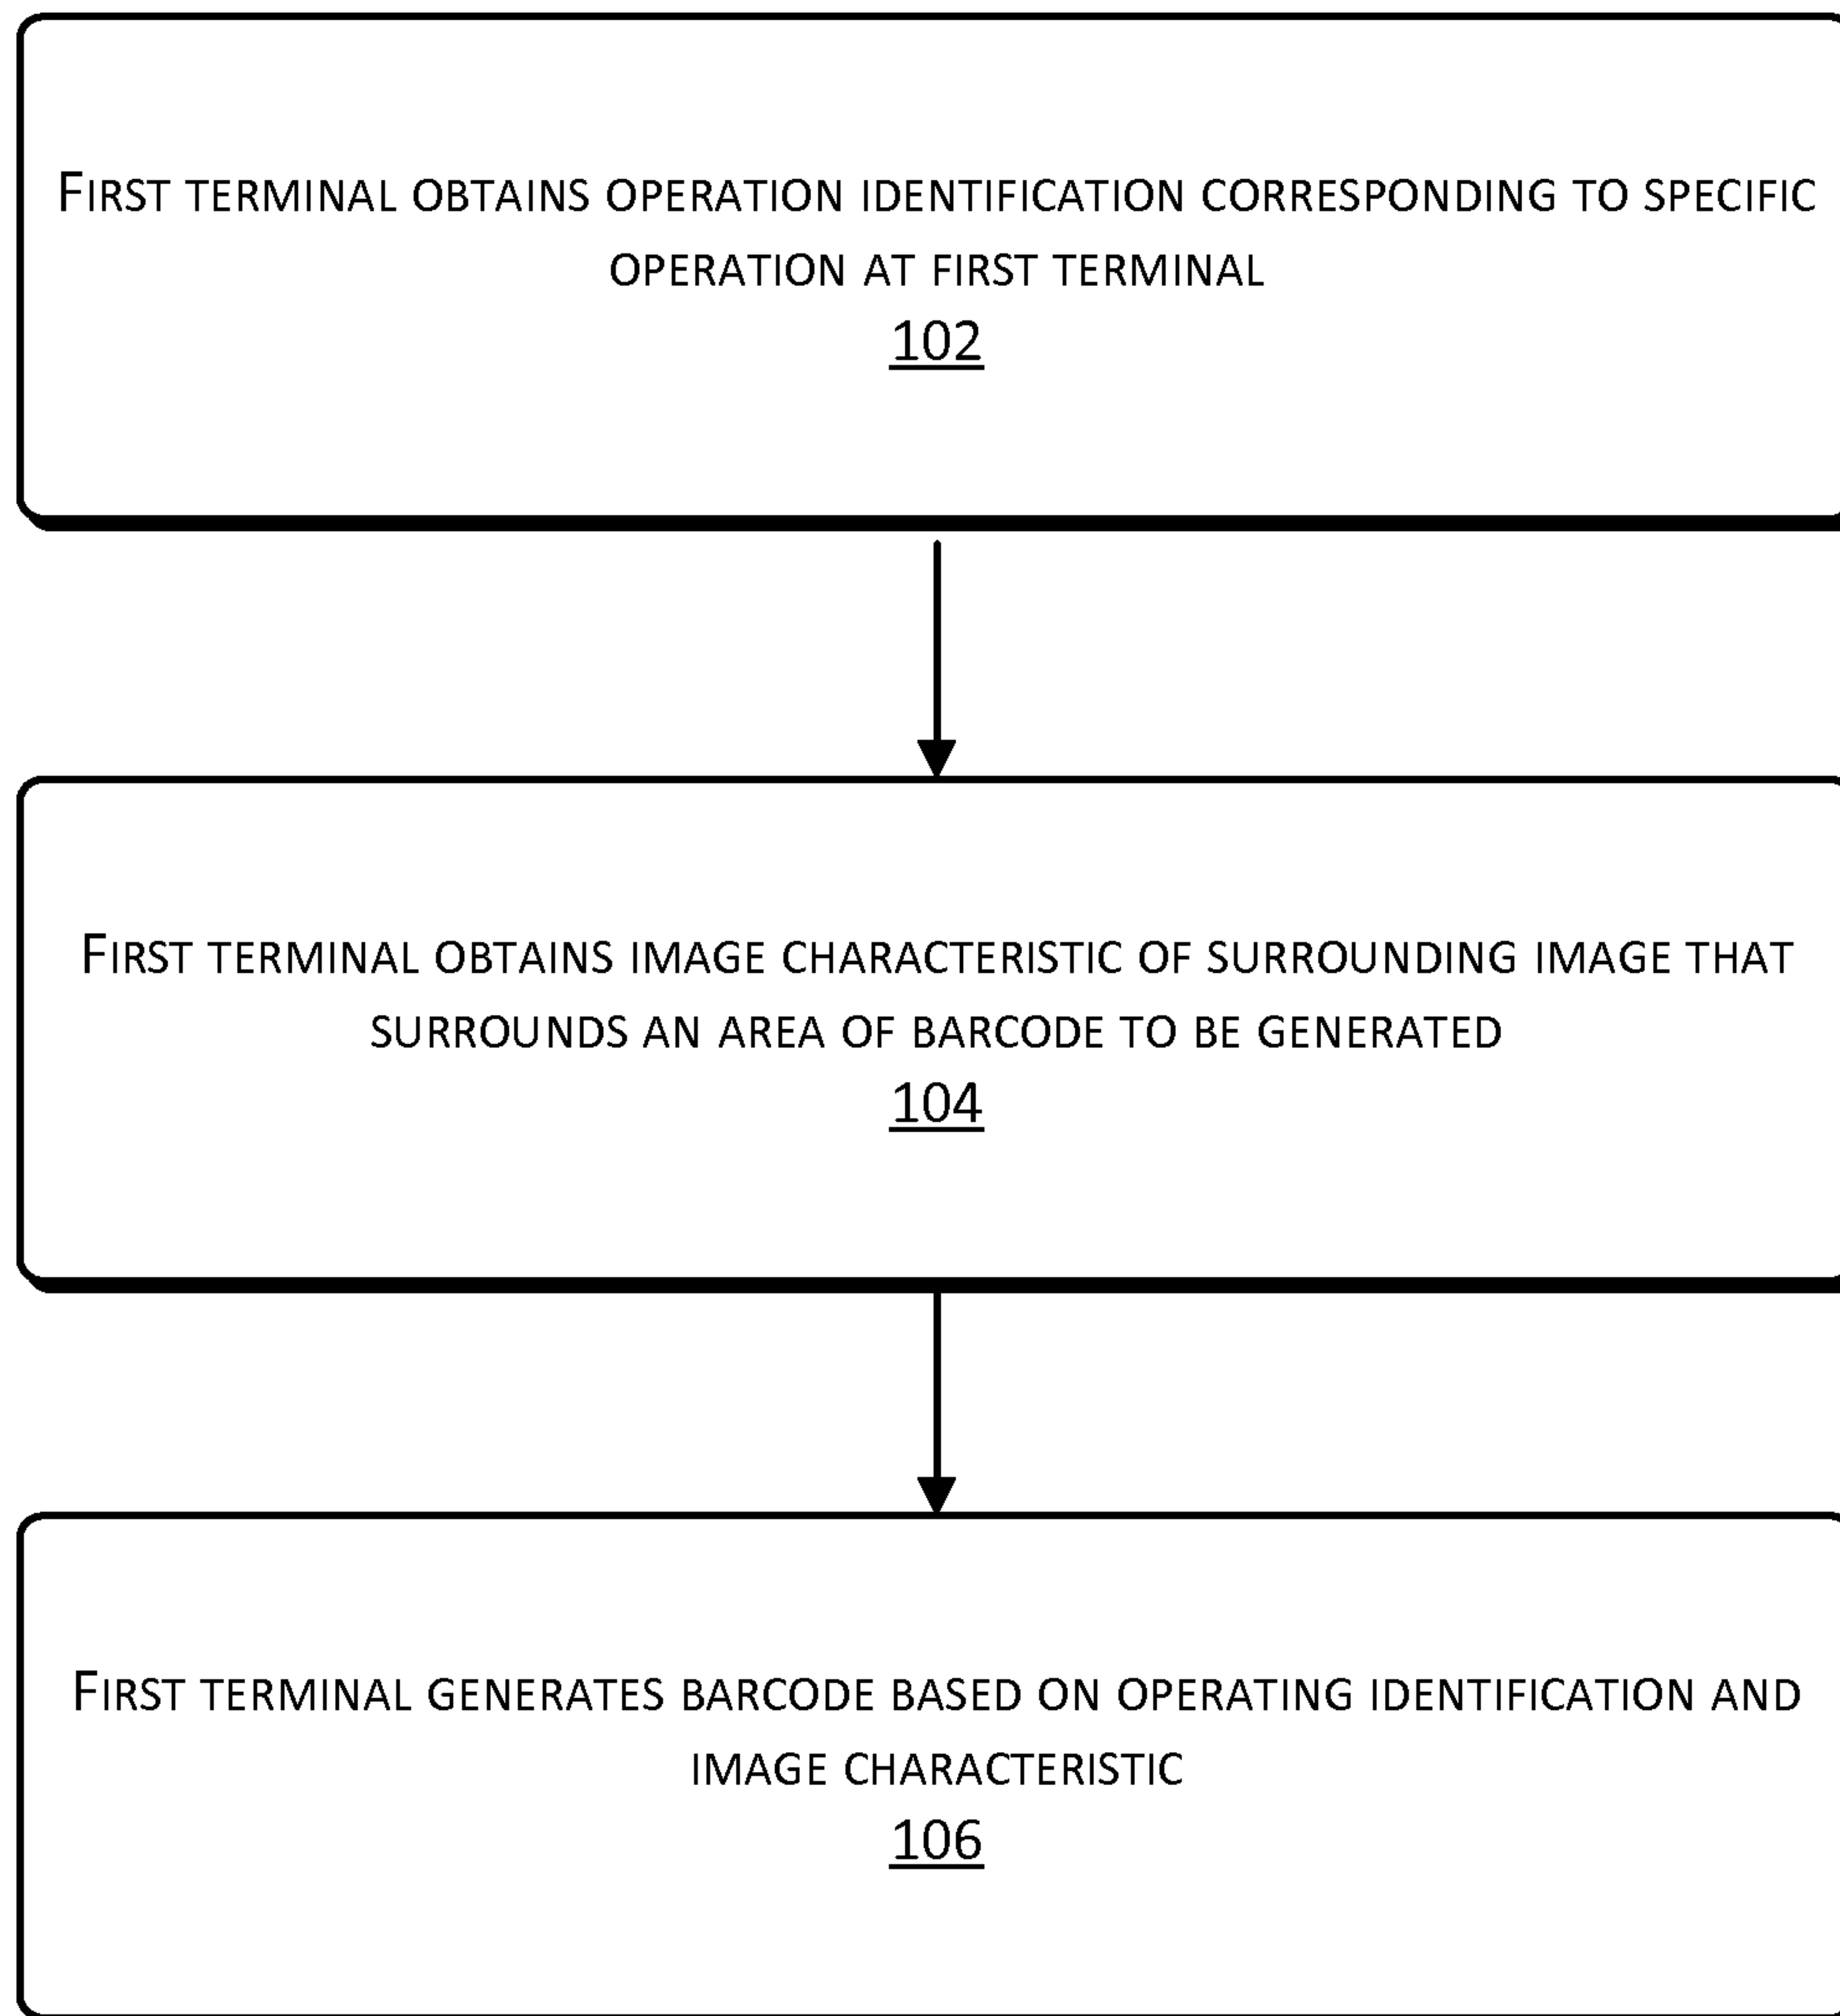 First terminal obtains operation identification corresponding to specific
operation at first terminal
102
First terminal obtains image characteristic of surrounding image that
surrounds an area of barcode to be generated
104
First terminal generates barcode based on operating identification and
image characteristic
106